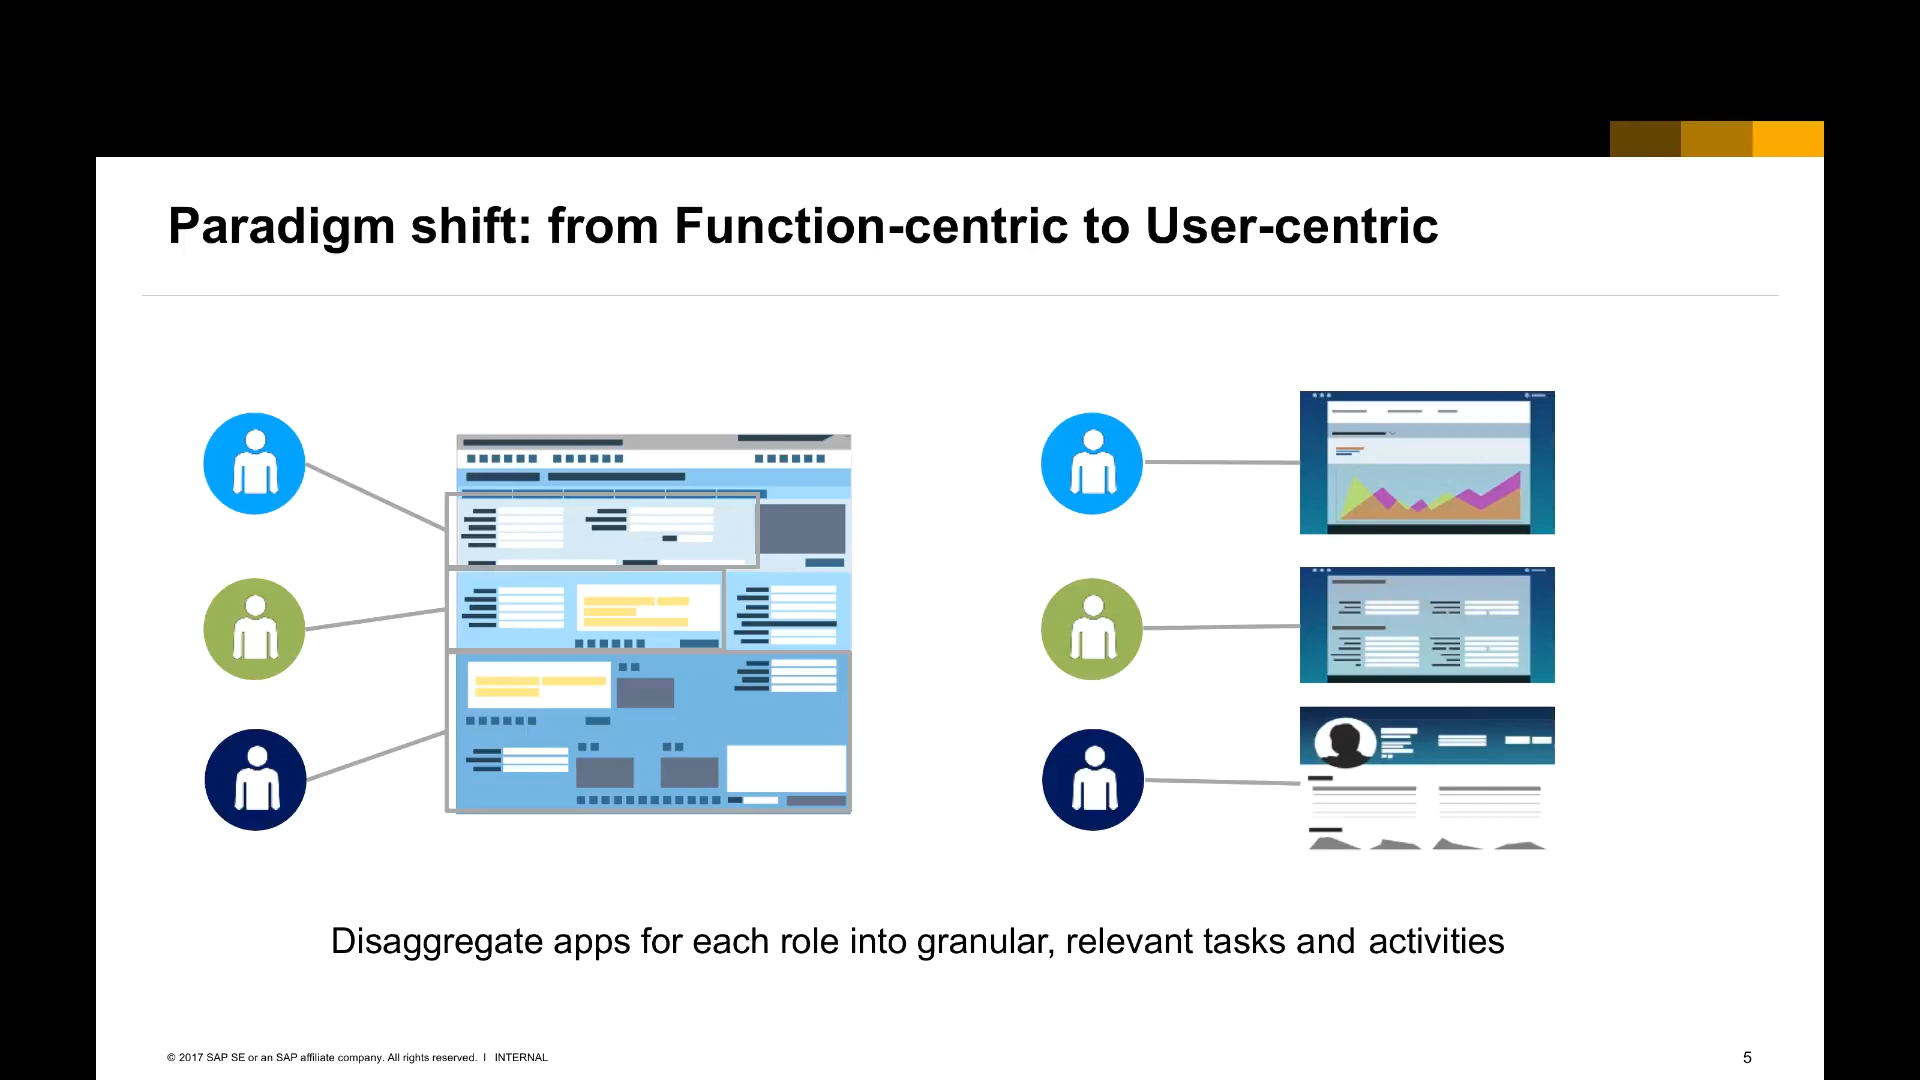 Paradigm shift: from Function-centric to User-centric
Disaggregate apps for each role into granular, relevant tasks and activities
© 2017 SAP SE or an SAP affiliate company. All rights reserved. I INTERNAL
5